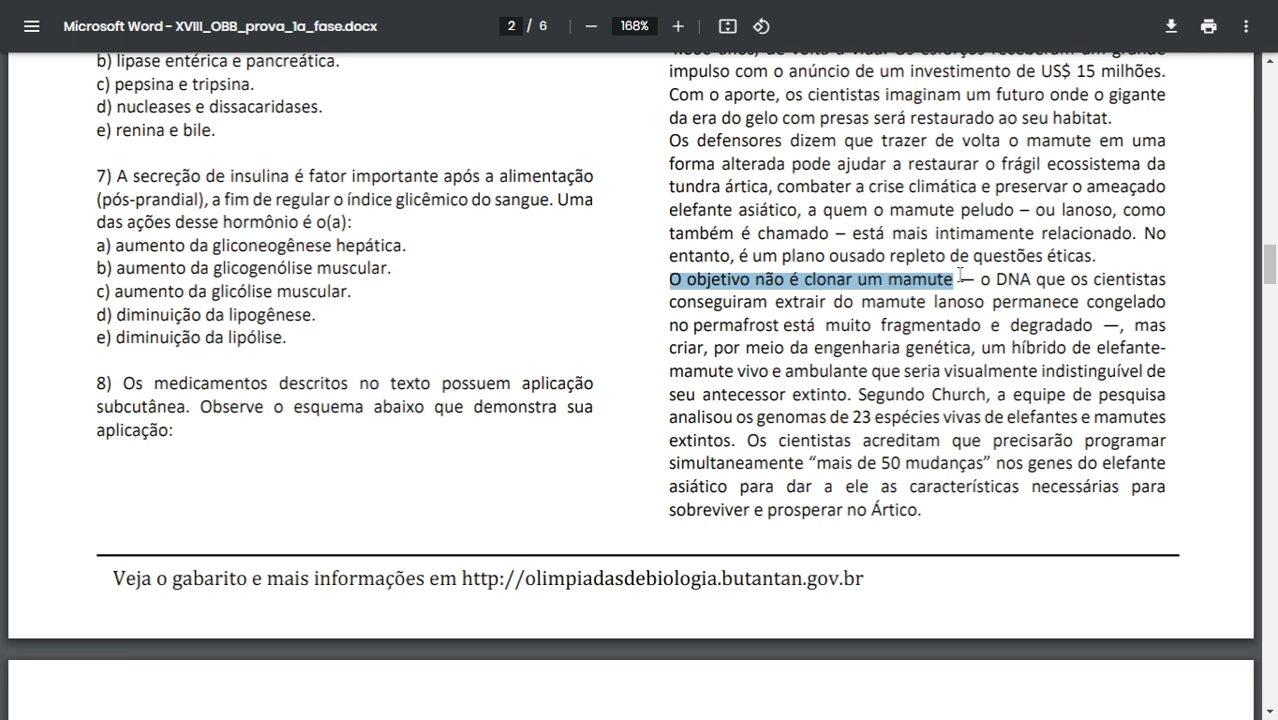 Microsoft Word - XVIII_OBB_prova_1a_fase.docx
2 / 6
168%
b) lipase entérica e pancreática.
c) pepsina e tripsina.
d) nucleases e dissacaridases.
e) renina e bile.
7) A secreção de insulina é fator importante após a alimentação
(pós-prandial), a fim de regular o índice glicêmico do sangue. Uma
das ações desse hormônio é o(a):
a) aumento da gliconeogênese hepática.
b) aumento da glicogenólise muscular.
c) aumento da glicólise muscular.
d) diminuição da lipogênese.
e) diminuição da lipólise.
8) Os medicamentos descritos no texto possuem aplicação
subcutânea. Observe o esquema abaixo que demonstra sua
aplicação:
anos, de volta à vida. Os esforços receberam um grande
impulso com o anúncio de um investimento de US$ 15 milhões.
Com o aporte, os cientistas imaginam um futuro onde o gigante
da era do gelo com presas será restaurado ao seu habitat.
Os defensores dizem que trazer de volta o mamute em uma
forma alterada pode ajudar a restaurar o frágil ecossistema da
tundra ártica, combater a crise climática e preservar o ameaçado
elefante asiático, a quem o mamute peludo – ou lanoso, como
também é chamado – está mais intimamente relacionado. No
entanto, é um plano ousado repleto de questões éticas.
O objetivo não é clonar um mamute — o DNA que os cientistas
conseguiram extrair do mamute lanoso permanece congelado
no permafrost está muito fragmentado e degradado —, mas
criar, por meio da engenharia genética, um híbrido de elefante-
mamute vivo e ambulante que seria visualmente indistinguível de
seu antecessor extinto. Segundo Church, a equipe de pesquisa
analisou os genomas de 23 espécies vivas de elefantes e mamutes
extintos. Os cientistas acreditam que precisarão programar
simultaneamente “mais de 50 mudanças” nos genes do elefante
asiático para dar a ele as características necessárias para
sobreviver e prosperar no Ártico.
Veja o gabarito e mais informações em http://olimpiadasdebiologia.butantan.gov.br